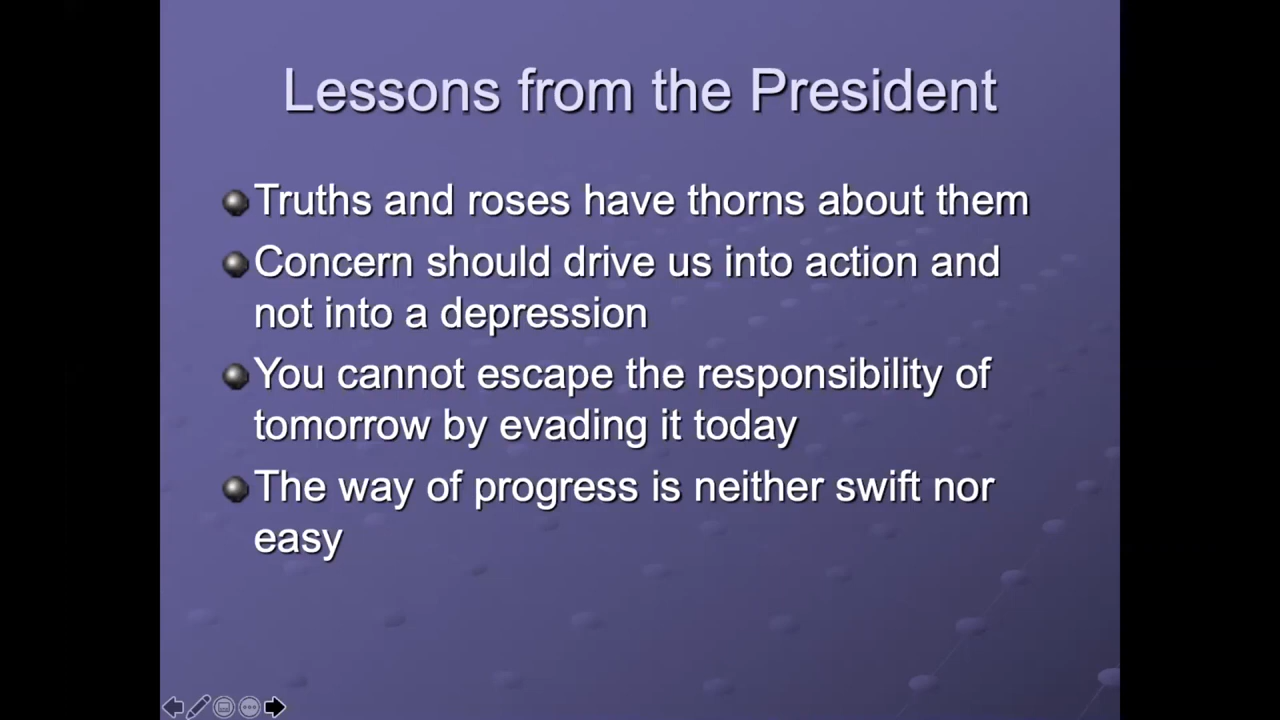 Lessons from the President
Truths and roses have thorns about them
Concern should drive us into action and
not into a depression
You cannot escape the responsibility of
tomorrow by evading it today
The way of progress is neither swift nor
easy